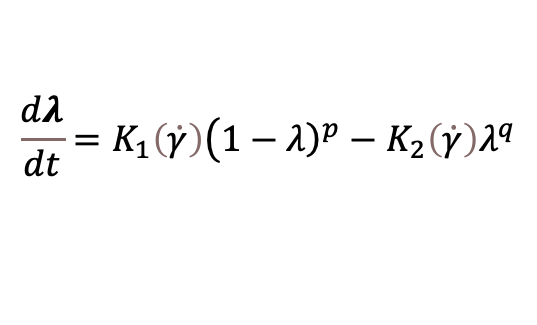 dλ/dt = K₁(γ̇)(1 − λ)ᵖ − K₂(γ̇)λ^q